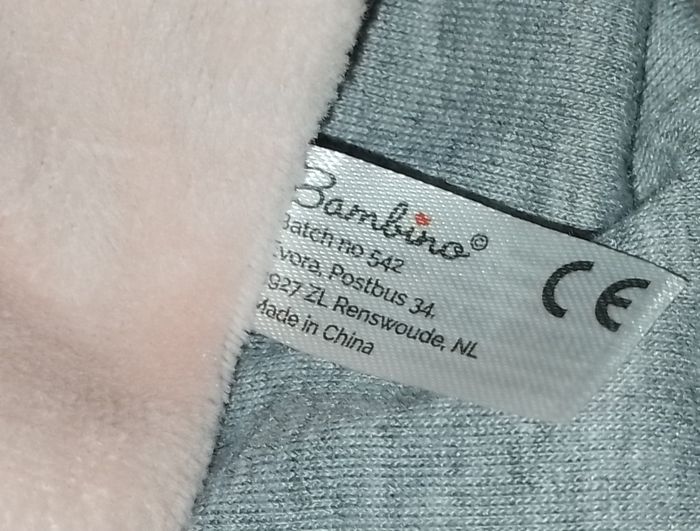 Bambino©
Batch no 542
Evora, Postbus 34,
927 ZL Renswoude, NL
Made in China
CE